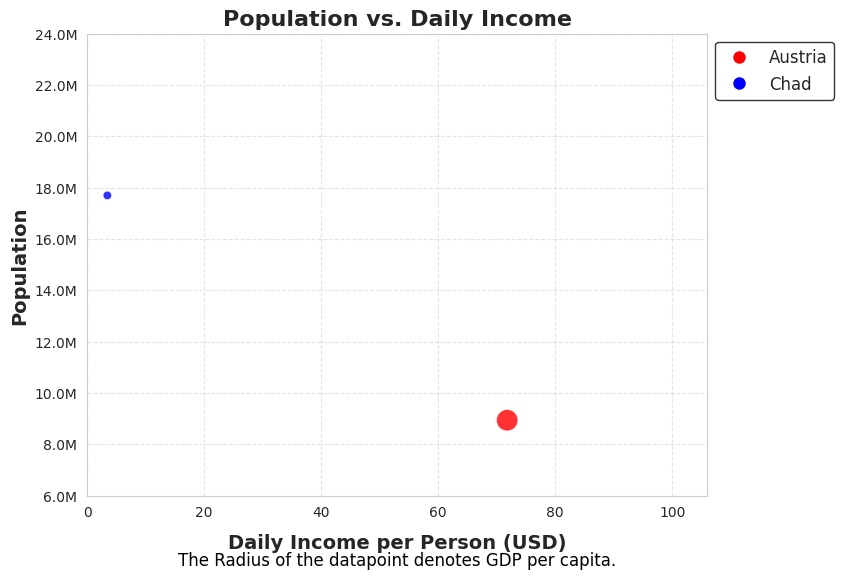 Population vs. Daily Income
24.0M
22.0M
20.0M
18.0M
16.0M
14.0M
12.0M
10.0M
8.0M
6.0M
Population
0 20 40 60 80 100
Daily Income per Person (USD)
The Radius of the datapoint denotes GDP per capita.
Austria
Chad